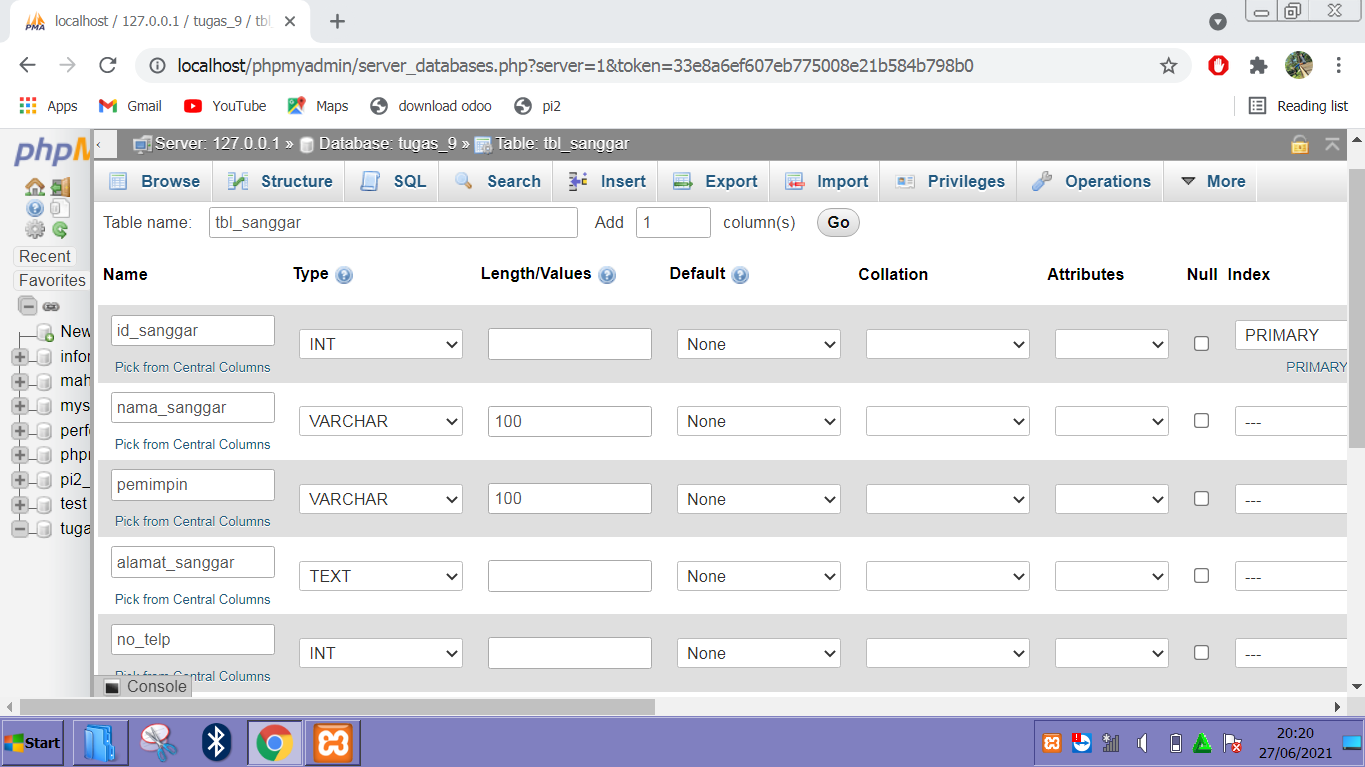 localhost / 127.0.0.1 / tugas_9 / tbl
localhost/phpmyadmin/server_databases.php?server=1&token=33e8a6ef607eb775008e21b584b798b0
Apps Gmail YouTube Maps download odoo pi2 Reading list
phpM
Server: 127.0.0.1 » Database: tugas_9 » Table: tbl_sanggar
Browse Structure SQL Search Insert Export Import Privileges Operations More
Table name: tbl_sanggar Add 1 column(s) Go
Recent
Favorites
New
infor
mah
mys
perf
phpm
pi2_
test
tuga
Name Type Length/Values Default Collation Attributes Null Index
id_sanggar INT None PRIMARY
Pick from Central Columns PRIMARY
nama_sanggar VARCHAR 100 None ---
Pick from Central Columns
pemimpin VARCHAR 100 None ---
Pick from Central Columns
alamat_sanggar TEXT None ---
Pick from Central Columns
no_telp INT None ---
Pick from Central Columns
Console
Start
20:20
27/06/2021